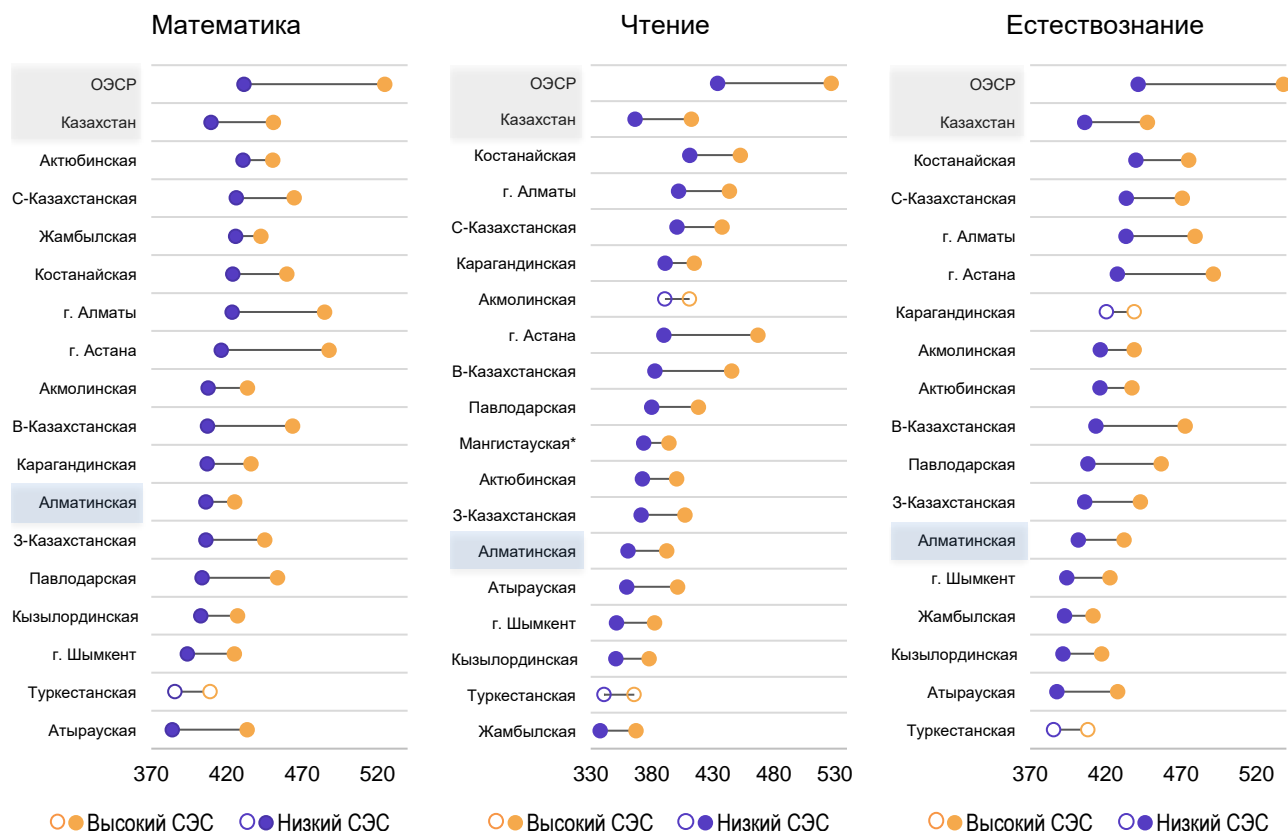 Математика
ОЭСР
Казахстан
Актюбинская
С-Казахстанская
Жамбылская
Костанайская
г. Алматы
г. Астана
Акмолинская
В-Казахстанская
Карагандинская
Алматинская
З-Казахстанская
Павлодарская
Кызылординская
г. Шымкент
Туркестанская
Атырауская
370 420 470 520
Высокий СЭС Низкий СЭС
Чтение
ОЭСР
Казахстан
Костанайская
г. Алматы
С-Казахстанская
Карагандинская
Акмолинская
г. Астана
В-Казахстанская
Павлодарская
Мангистауская*
Актюбинская
З-Казахстанская
Алматинская
Атырауская
г. Шымкент
Кызылординская
Туркестанская
Жамбылская
330 380 430 480 530
Высокий СЭС Низкий СЭС
Естествознание
ОЭСР
Казахстан
Костанайская
С-Казахстанская
г. Алматы
г. Астана
Карагандинская
Акмолинская
Актюбинская
В-Казахстанская
Павлодарская
З-Казахстанская
Алматинская
г. Шымкент
Жамбылская
Кызылординская
Атырауская
Туркестанская
370 420 470 520
Высокий СЭС Низкий СЭС